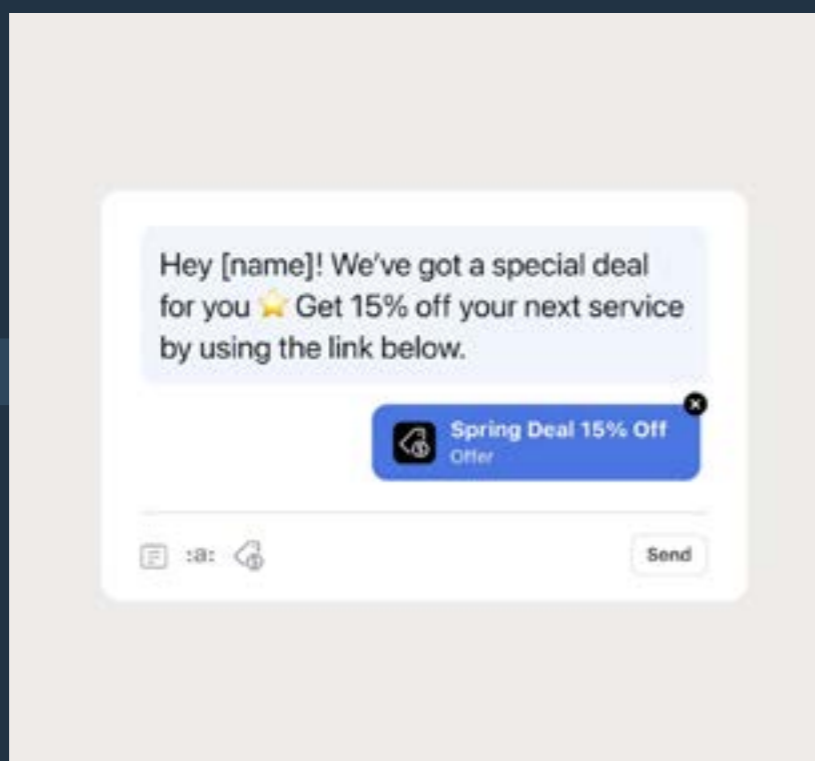 Hey [name]! We've got a special deal
for you ⭐ Get 15% off your next service
by using the link below.
Spring Deal 15% Off
Offer
:a:
Send